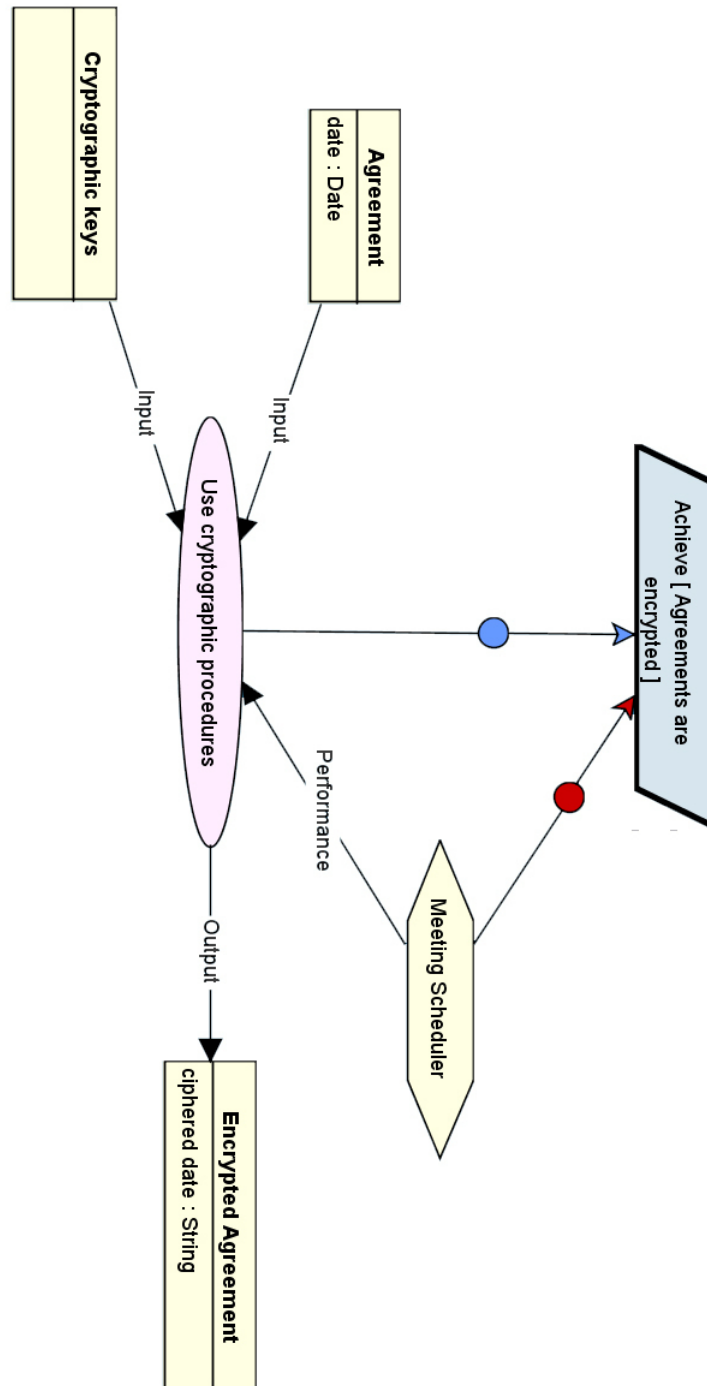 Achieve [ Agreements are
encrypted ]
Agreement
date : Date
Input
Cryptographic keys
Input
Use cryptographic procedures
Performance
Meeting Scheduler
Output
Encrypted Agreement
ciphered date : String